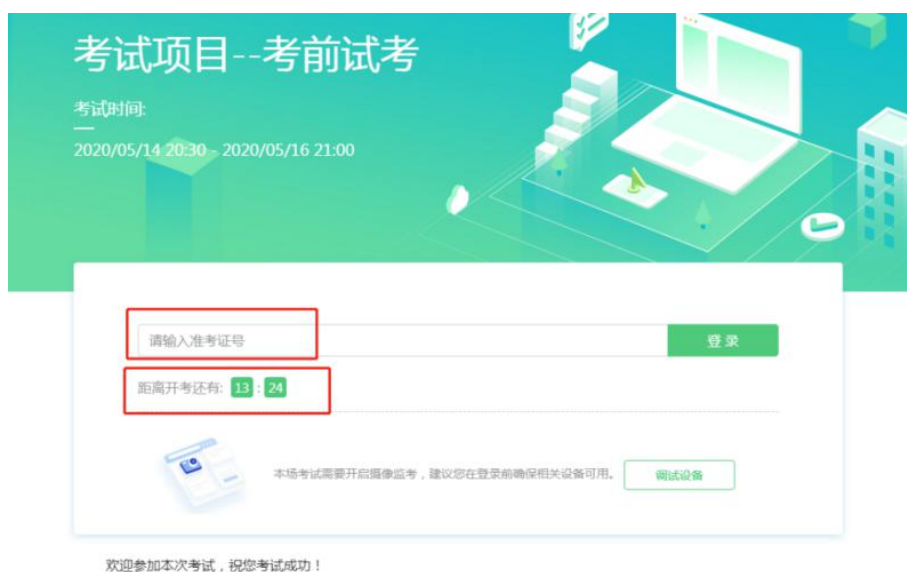 考试项目--考前试考
考试时间:
2020/05/14 20:30 - 2020/05/16 21:00
请输入准考证号
登录
距离开考还有: 13 : 24
本场考试需要开启摄像监考，建议您在登录前确保相关设备可用。
调试设备
欢迎参加本次考试，祝您考试成功！